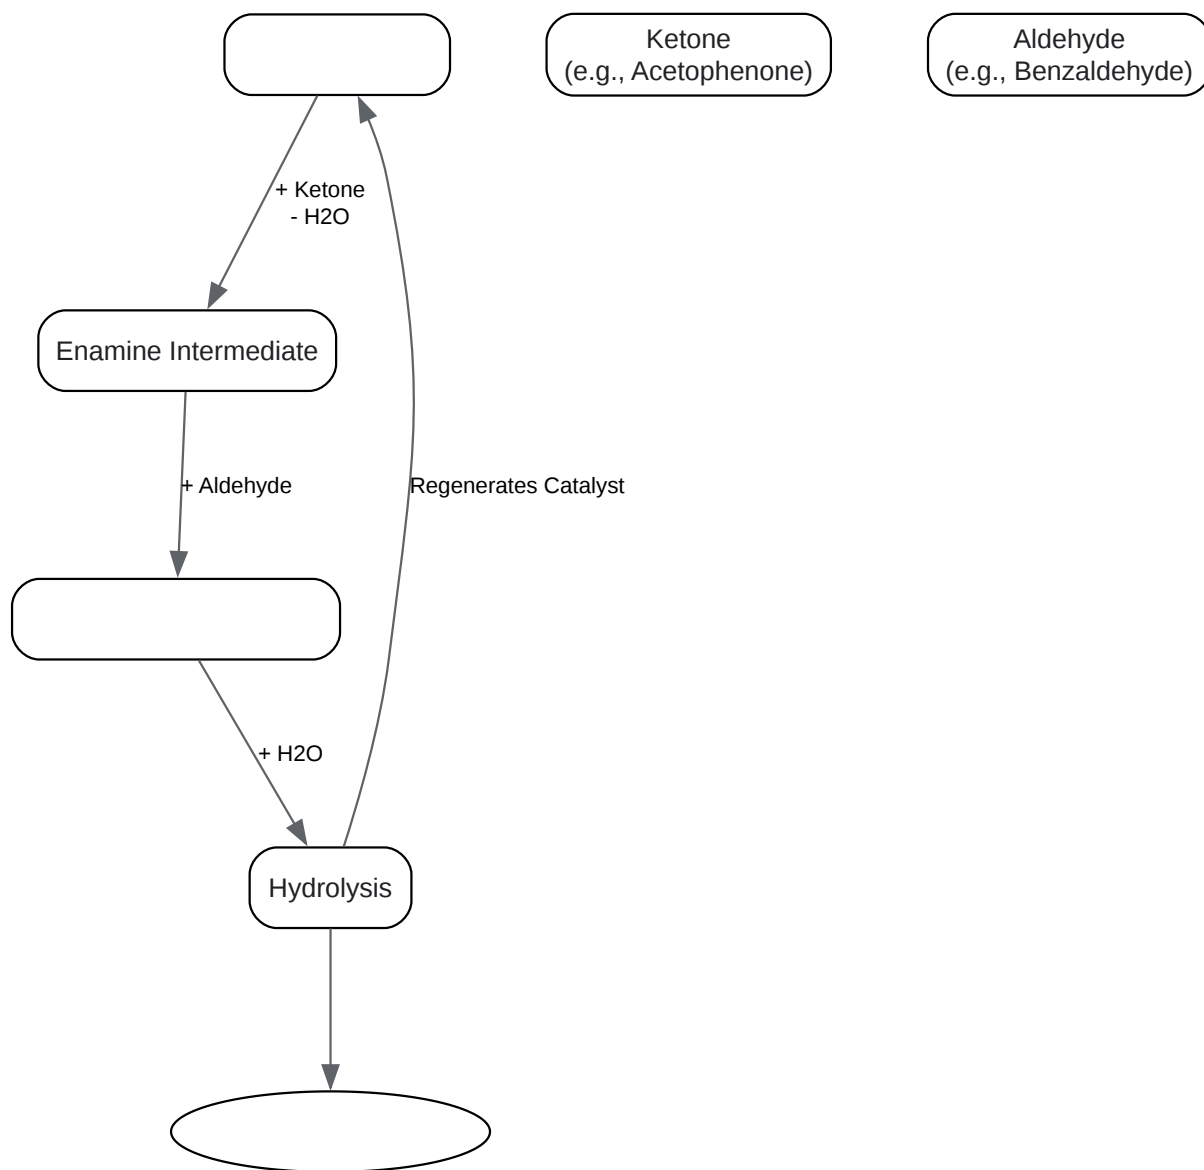 Ketone
(e.g., Acetophenone)
Aldehyde
(e.g., Benzaldehyde)
+ Ketone
- H2O
Enamine Intermediate
+ Aldehyde
Regenerates Catalyst
+ H2O
Hydrolysis